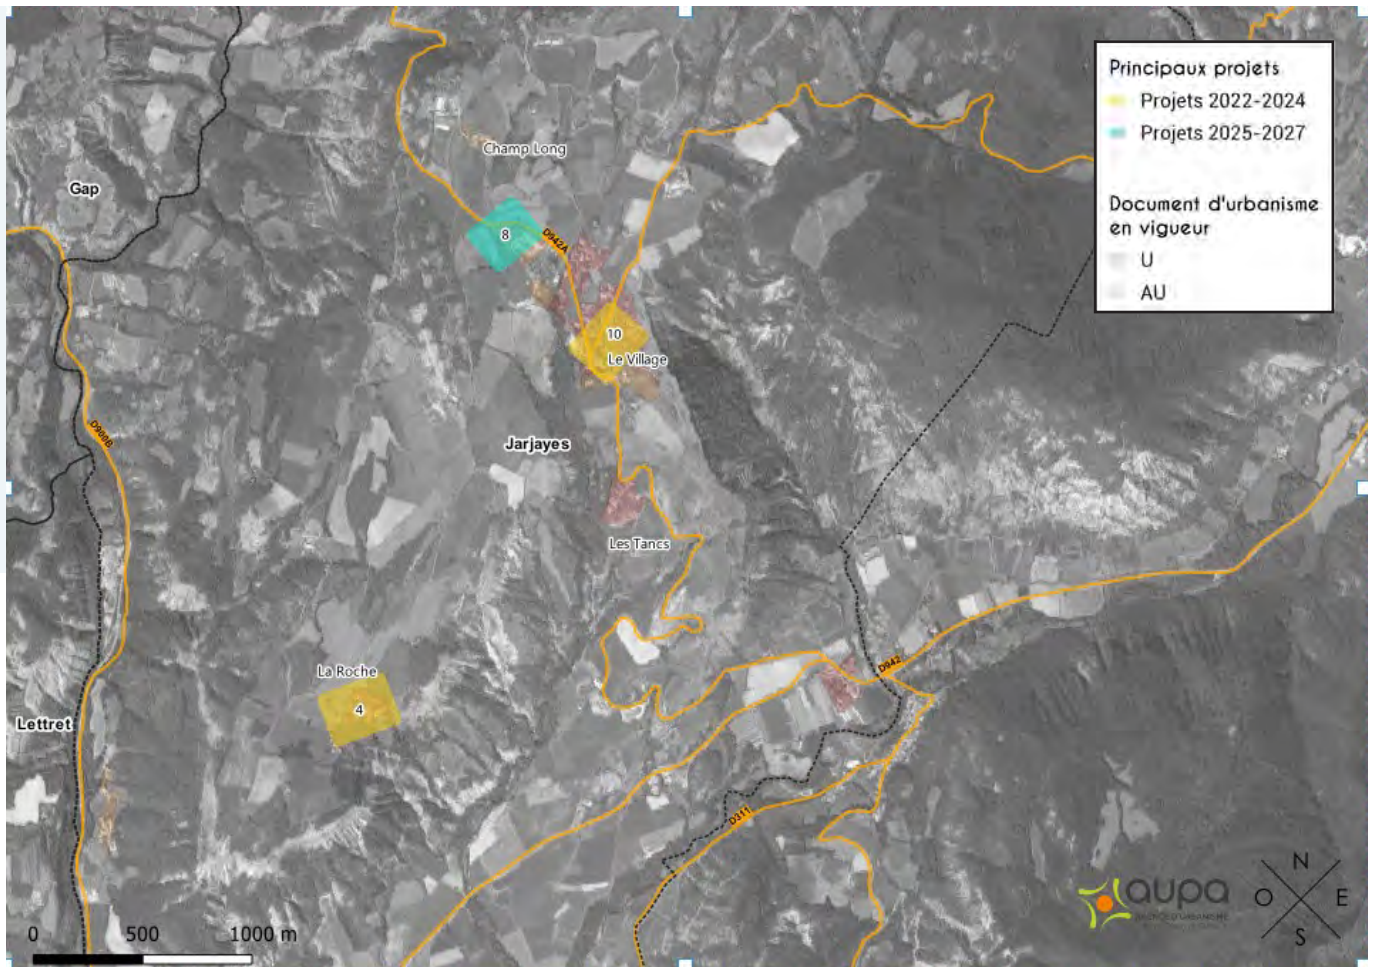 Principaux projets
Projets 2022-2024
Projets 2025-2027
Document d'urbanisme
en vigueur
U
AU
Champ Long
Gap
8
D942A
10
Le Village
D900B
Jarjayes
Les Tancs
La Roche
D942
4
Lettret
D311
aupa
0 500 1000 m
N
O E
S